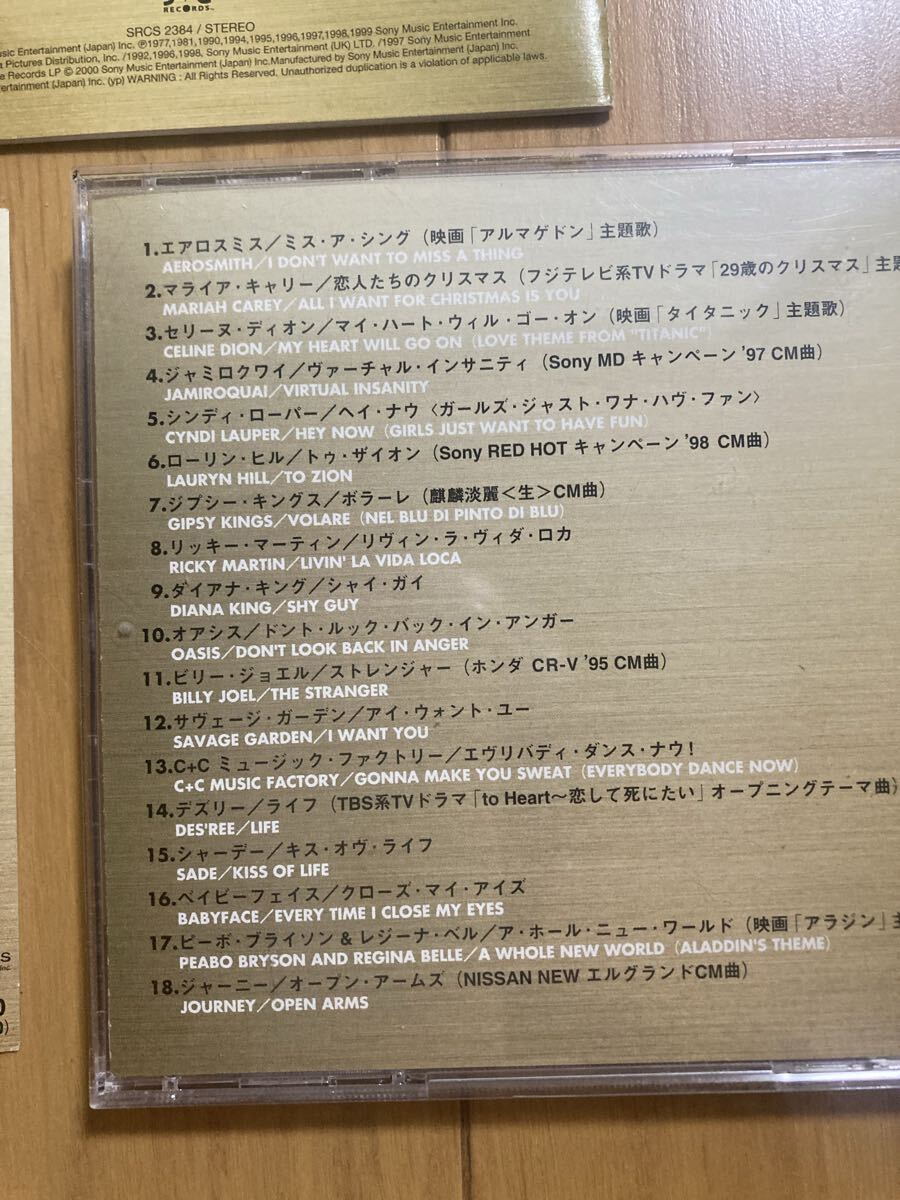 RECORDS™
SRCS 2384 / STEREO
usic Entertainment (Japan) Inc. ℗1977,1981,1990,1994,1995,1996,1997,1998,1999 Sony Music Entertainment Inc.
a Pictures Distribution, Inc. /1992,1996,1998, Sony Music Entertainment (UK) LTD. /1997 Sony Music Entertainment
e Records LP © 2000 Sony Music Entertainment (Japan) Inc.Manufactured by Sony Music Entertainment (Japan) Inc.
ertainment (Japan) Inc. (yp) WARNING : All Rights Reserved. Unauthorized duplication is a violation of applicable laws.
1.エアロスミス/ミス・ア・シング(映画「アルマゲドン」主題歌)
AEROSMITH/I DON'T WANT TO MISS A THING
2.マライア・キャリー/恋人たちのクリスマス(フジテレビ系TVドラマ「29歳のクリスマス」主題
MARIAH CAREY/ALL I WANT FOR CHRISTMAS IS YOU
3.セリーヌ・ディオン/マイ・ハート・ウィル・ゴー・オン(映画「タイタニック」主題歌)
CELINE DION/MY HEART WILL GO ON (LOVE THEME FROM "TITANIC")
4.ジャミロクワイ/ヴァーチャル・インサニティ(Sony MD キャンペーン '97 CM曲)
JAMIROQUAI/VIRTUAL INSANITY
5.シンディ・ローパー/ヘイ・ナウ〈ガールズ・ジャスト・ワナ・ハヴ・ファン〉
CYNDI LAUPER/HEY NOW (GIRLS JUST WANT TO HAVE FUN)
6.ローリン・ヒル/トゥ・ザイオン(Sony RED HOT キャンペーン '98 CM曲)
LAURYN HILL/TO ZION
7.ジプシー・キングス/ボラーレ(麒麟淡麗<生>CM曲)
GIPSY KINGS/VOLARE (NEL BLU DI PINTO DI BLU)
8.リッキー・マーティン/リヴィン・ラ・ヴィダ・ロカ
RICKY MARTIN/LIVIN' LA VIDA LOCA
9.ダイアナ・キング/シャイ・ガイ
DIANA KING/SHY GUY
10.オアシス/ドント・ルック・バック・イン・アンガー
OASIS/DON'T LOOK BACK IN ANGER
11.ビリー・ジョエル/ストレンジャー(ホンダ CR-V '95 CM曲)
BILLY JOEL/THE STRANGER
12.サヴェージ・ガーデン/アイ・ウォント・ユー
SAVAGE GARDEN/I WANT YOU
13.C+C ミュージック・ファクトリー/エヴリバディ・ダンス・ナウ!
C+C MUSIC FACTORY/GONNA MAKE YOU SWEAT (EVERYBODY DANCE NOW)
14.デズリー/ライフ(TBS系TVドラマ「to Heart〜恋して死にたい」オープニングテーマ曲)
DES'REE/LIFE
15.シャーデー/キス・オヴ・ライフ
SADE/KISS OF LIFE
16.ベイビーフェイス/クローズ・マイ・アイズ
BABYFACE/EVERY TIME I CLOSE MY EYES
17.ピーボ・ブライソン & レジーナ・ベル/ア・ホール・ニュー・ワールド(映画「アラジン」主
PEABO BRYSON AND REGINA BELLE/A WHOLE NEW WORLD (ALADDIN'S THEME)
18.ジャーニー/オープン・アームズ(NISSAN NEW エルグランドCM曲)
JOURNEY/OPEN ARMS